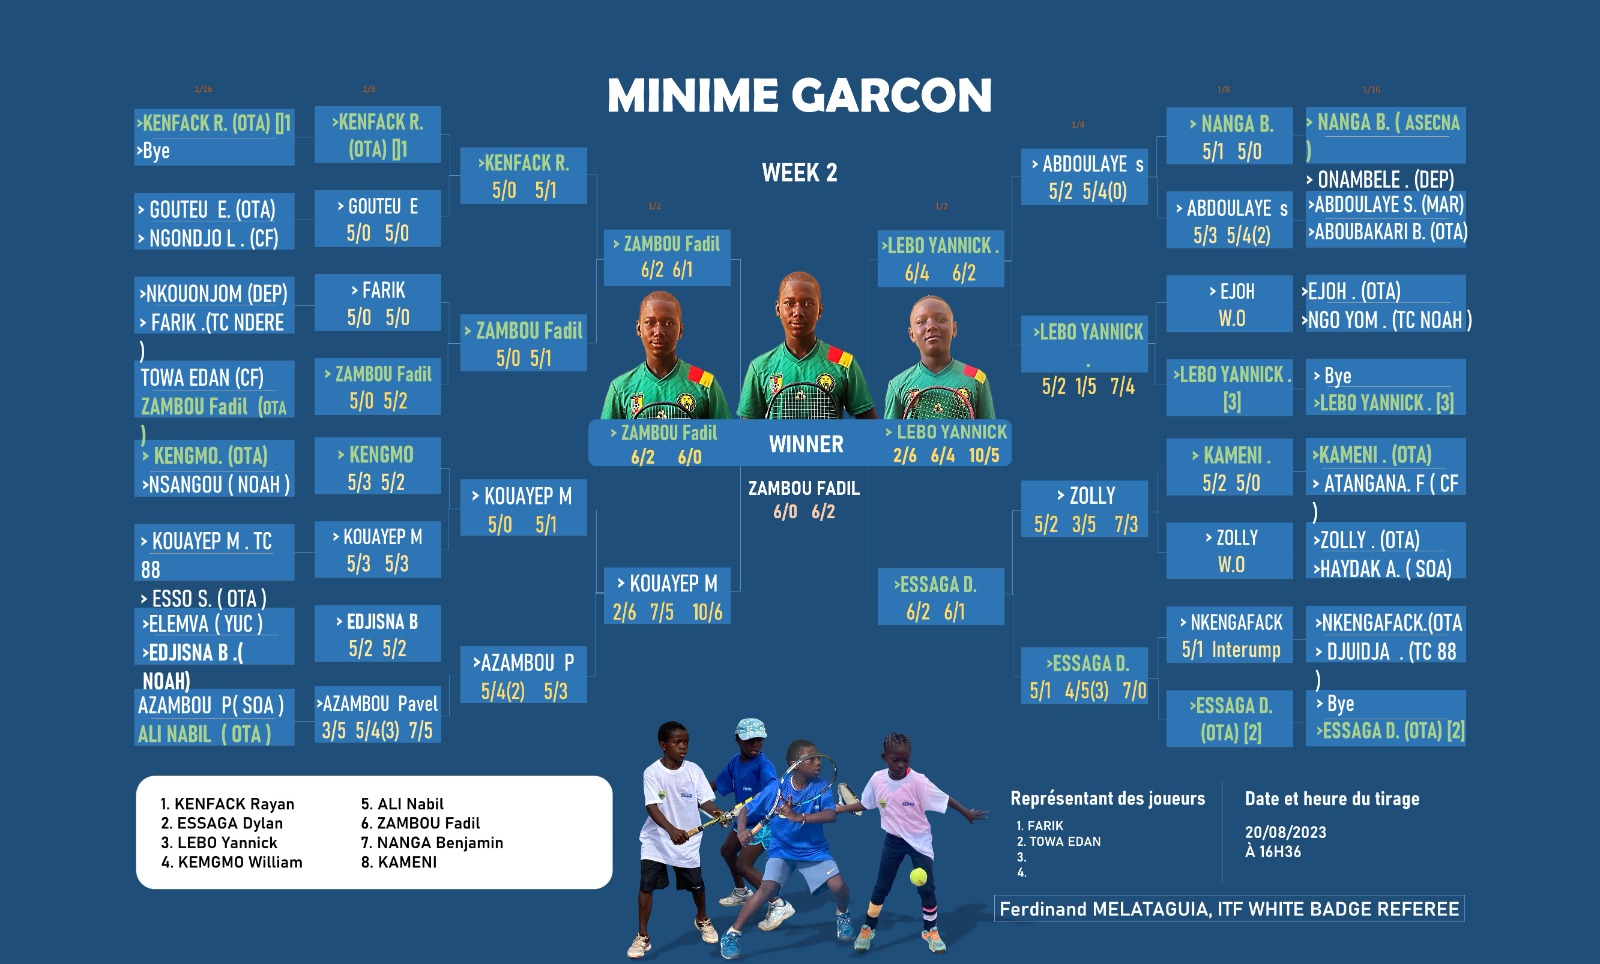 MINIME GARCON
WEEK 2
1/16
>KENFACK R. (OTA) []1
>Bye
> GOUTEU E. (OTA)
> NGONDJO L . (CF)
>NKOUONJOM (DEP)
> FARIK .(TC NDERE
)
TOWA EDAN (CF)
ZAMBOU Fadil (OTA
)
> KENGMO. (OTA)
>NSANGOU ( NOAH )
> KOUAYEP M . TC
88
> ESSO S. ( OTA )
>ELEMVA ( YUC )
>EDJISNA B .(
NOAH)
AZAMBOU P( SOA )
ALI NABIL ( OTA )
1/8
>KENFACK R.
(OTA) []1
> GOUTEU E
5/0 5/0
> FARIK
5/0 5/0
> ZAMBOU Fadil
5/0 5/2
> KENGMO
5/3 5/2
> KOUAYEP M
5/3 5/3
> EDJISNA B
5/2 5/2
>AZAMBOU Pavel
3/5 5/4(3) 7/5
>KENFACK R.
5/0 5/1
> ZAMBOU Fadil
5/0 5/1
> KOUAYEP M
5/0 5/1
>AZAMBOU P
5/4(2) 5/3
1/2
> ZAMBOU Fadil
6/2 6/1
> KOUAYEP M
2/6 7/5 10/6
> ZAMBOU Fadil
6/2 6/0
WINNER
> LEBO YANNICK
2/6 6/4 10/5
ZAMBOU FADIL
6/0 6/2
1/2
>LEBO YANNICK .
6/4 6/2
>ESSAGA D.
6/2 6/1
1/4
> ABDOULAYE s
5/2 5/4(0)
>LEBO YANNICK
.
5/2 1/5 7/4
> ZOLLY
5/2 3/5 7/3
>ESSAGA D.
5/1 4/5(3) 7/0
1/8
> NANGA B.
5/1 5/0
> ABDOULAYE s
5/3 5/4(2)
> EJOH
W.O
>LEBO YANNICK .
[3]
> KAMENI .
5/2 5/0
> ZOLLY
W.O
> NKENGAFACK
5/1 Interump
>ESSAGA D.
(OTA) [2]
1/16
> NANGA B. ( ASECNA
)
> ONAMBELE . (DEP)
>ABDOULAYE S. (MAR)
>ABOUBAKARI B. (OTA)
>EJOH . (OTA)
>NGO YOM . (TC NOAH )
> Bye
>LEBO YANNICK . [3]
>KAMENI . (OTA)
> ATANGANA. F ( CF
)
>ZOLLY . (OTA)
>HAYDAK A. ( SOA)
>NKENGAFACK.(OTA
> DJUIDJA . (TC 88
)
> Bye
>ESSAGA D. (OTA) [2]
1. KENFACK Rayan
2. ESSAGA Dylan
3. LEBO Yannick
4. KEMGMO William
5. ALI Nabil
6. ZAMBOU Fadil
7. NANGA Benjamin
8. KAMENI
Représentant des joueurs
1. FARIK
2. TOWA EDAN
3.
4.
Date et heure du tirage
20/08/2023
À 16H36
Ferdinand MELATAGUIA, ITF WHITE BADGE REFEREE